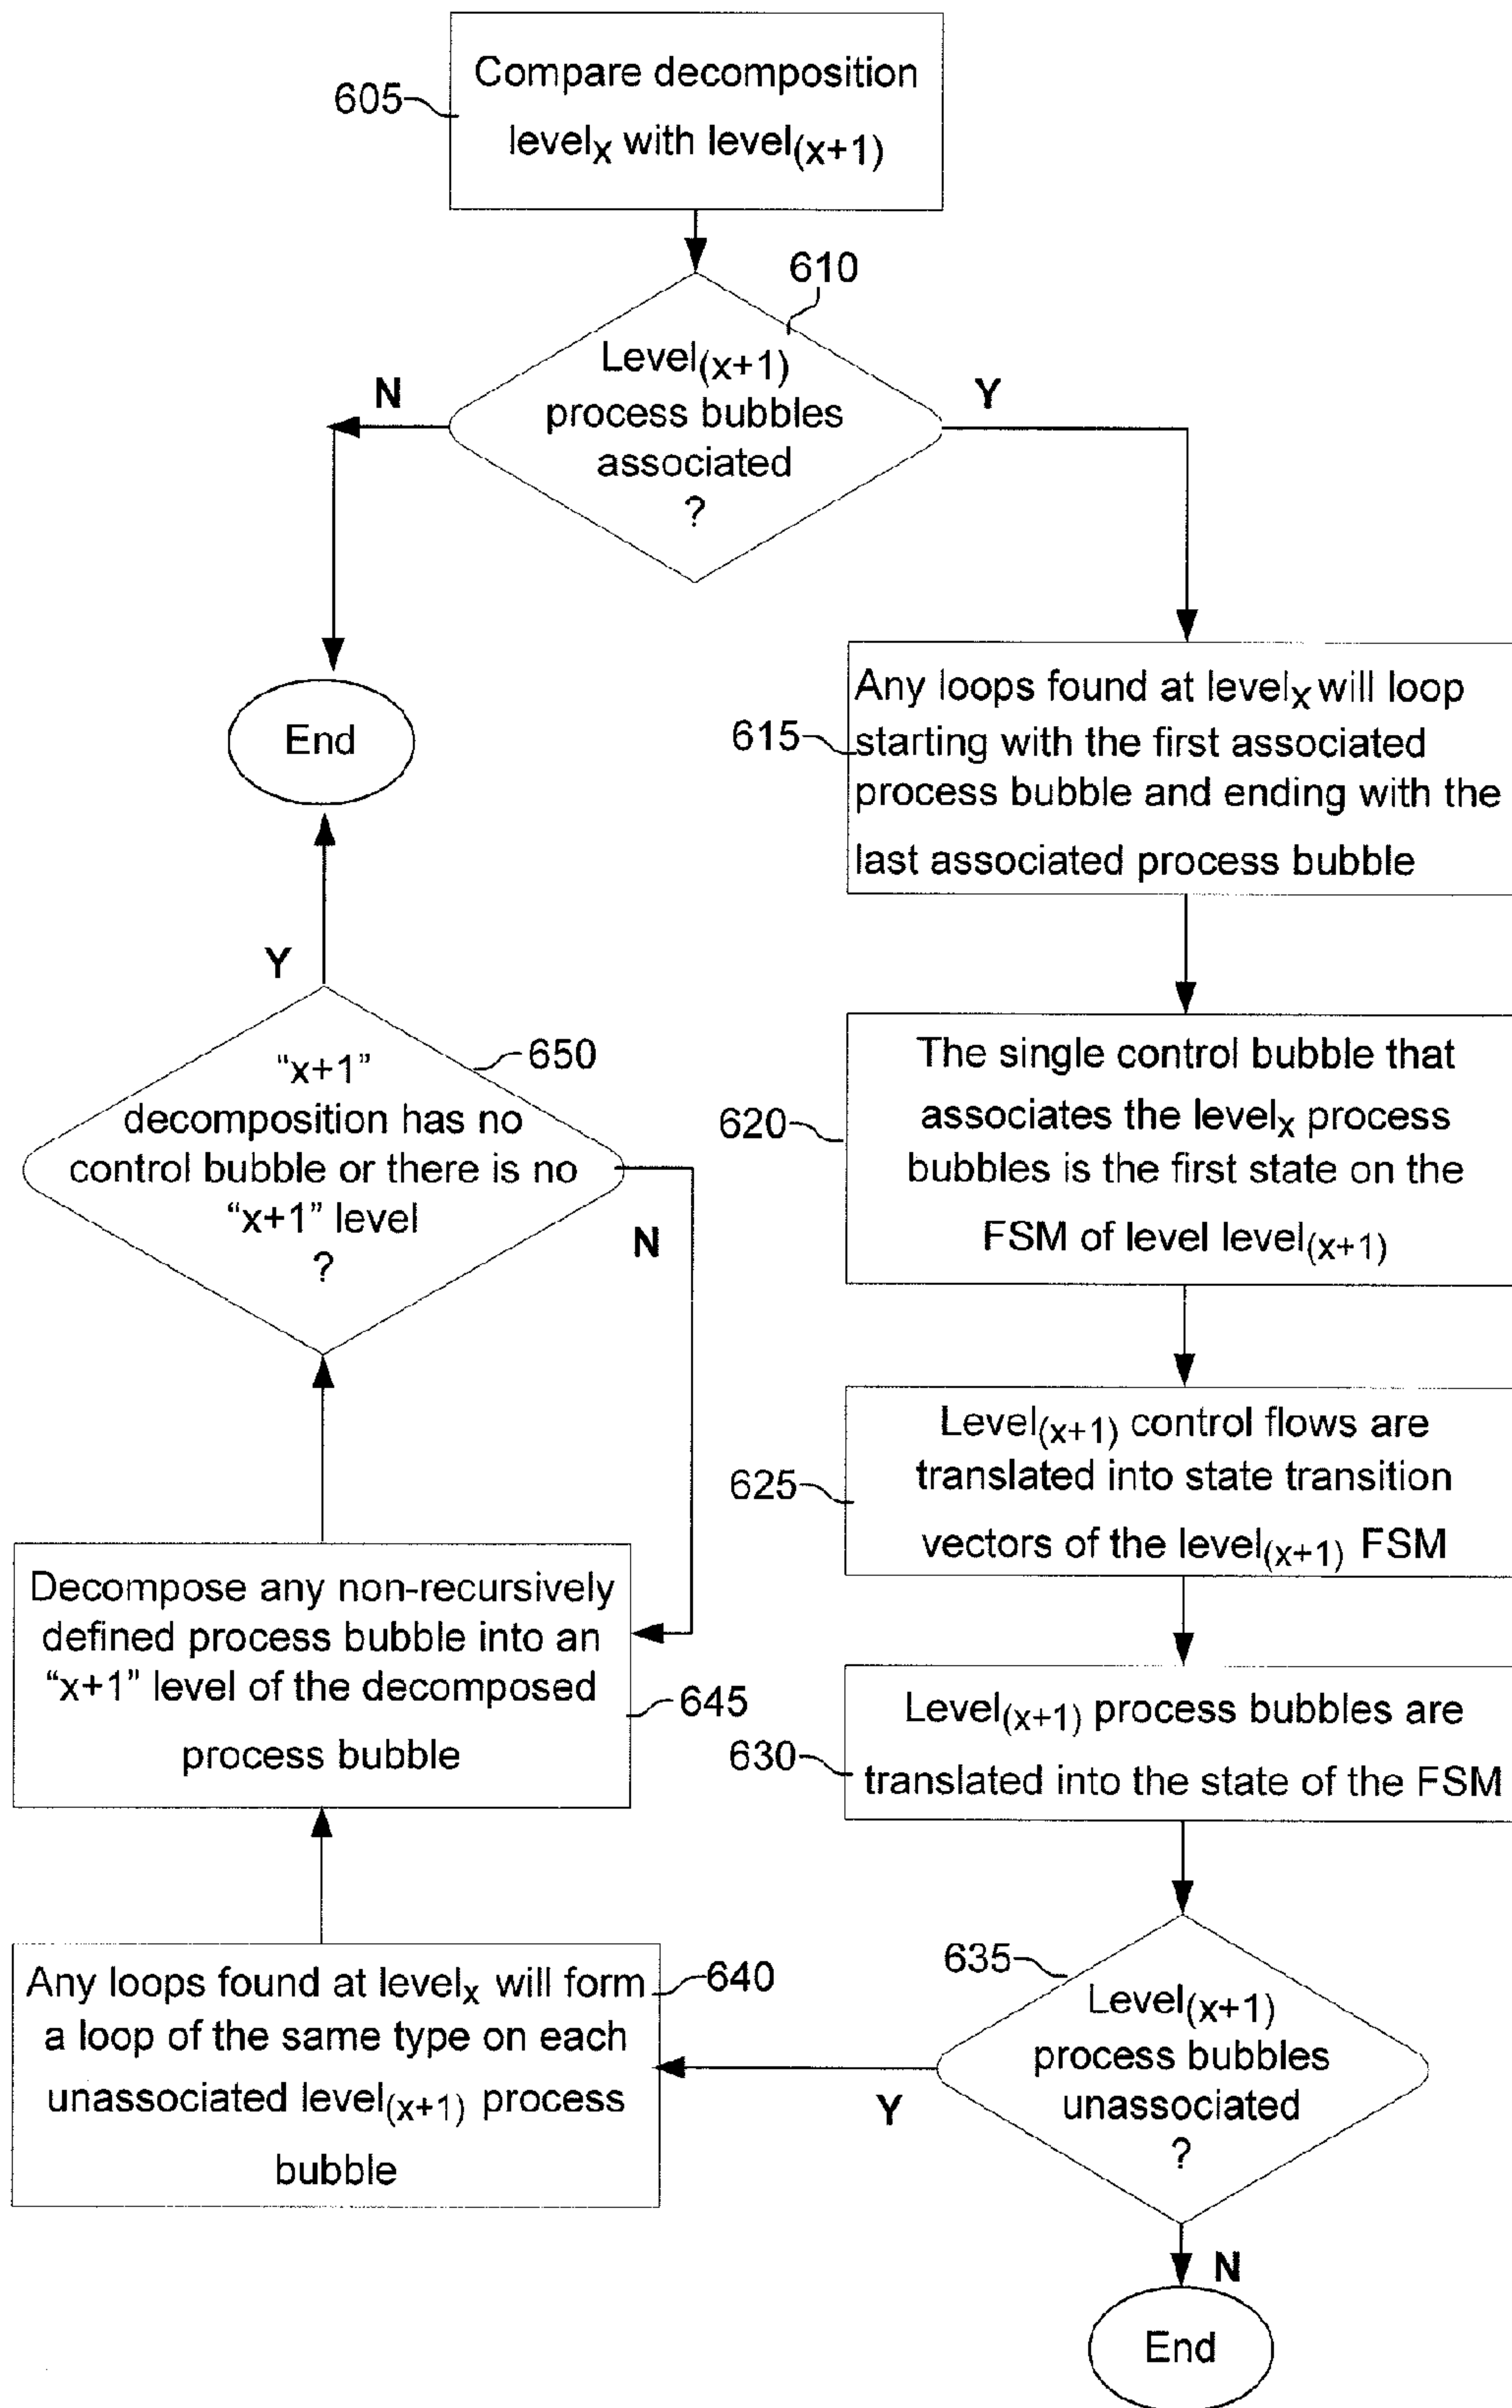 Compare decomposition
levelx with level(x+1)
605
610
Level(x+1)
process bubbles
associated
?
N
Y
End
Any loops found at levelx will loop
starting with the first associated
process bubble and ending with the
last associated process bubble
615
Y
"x+1"
decomposition has no
control bubble or there is no
"x+1" level
?
650
N
The single control bubble that
associates the levelx process
bubbles is the first state on the
FSM of level level(x+1)
620
Level(x+1) control flows are
translated into state transition
vectors of the level(x+1) FSM
625
Decompose any non-recursively
defined process bubble into an
"x+1" level of the decomposed
process bubble
645
Level(x+1) process bubbles are
translated into the state of the FSM
630
635
Level(x+1)
process bubbles
unassociated
?
Y
N
Any loops found at levelx will form
a loop of the same type on each
unassociated level(x+1) process
bubble
640
End